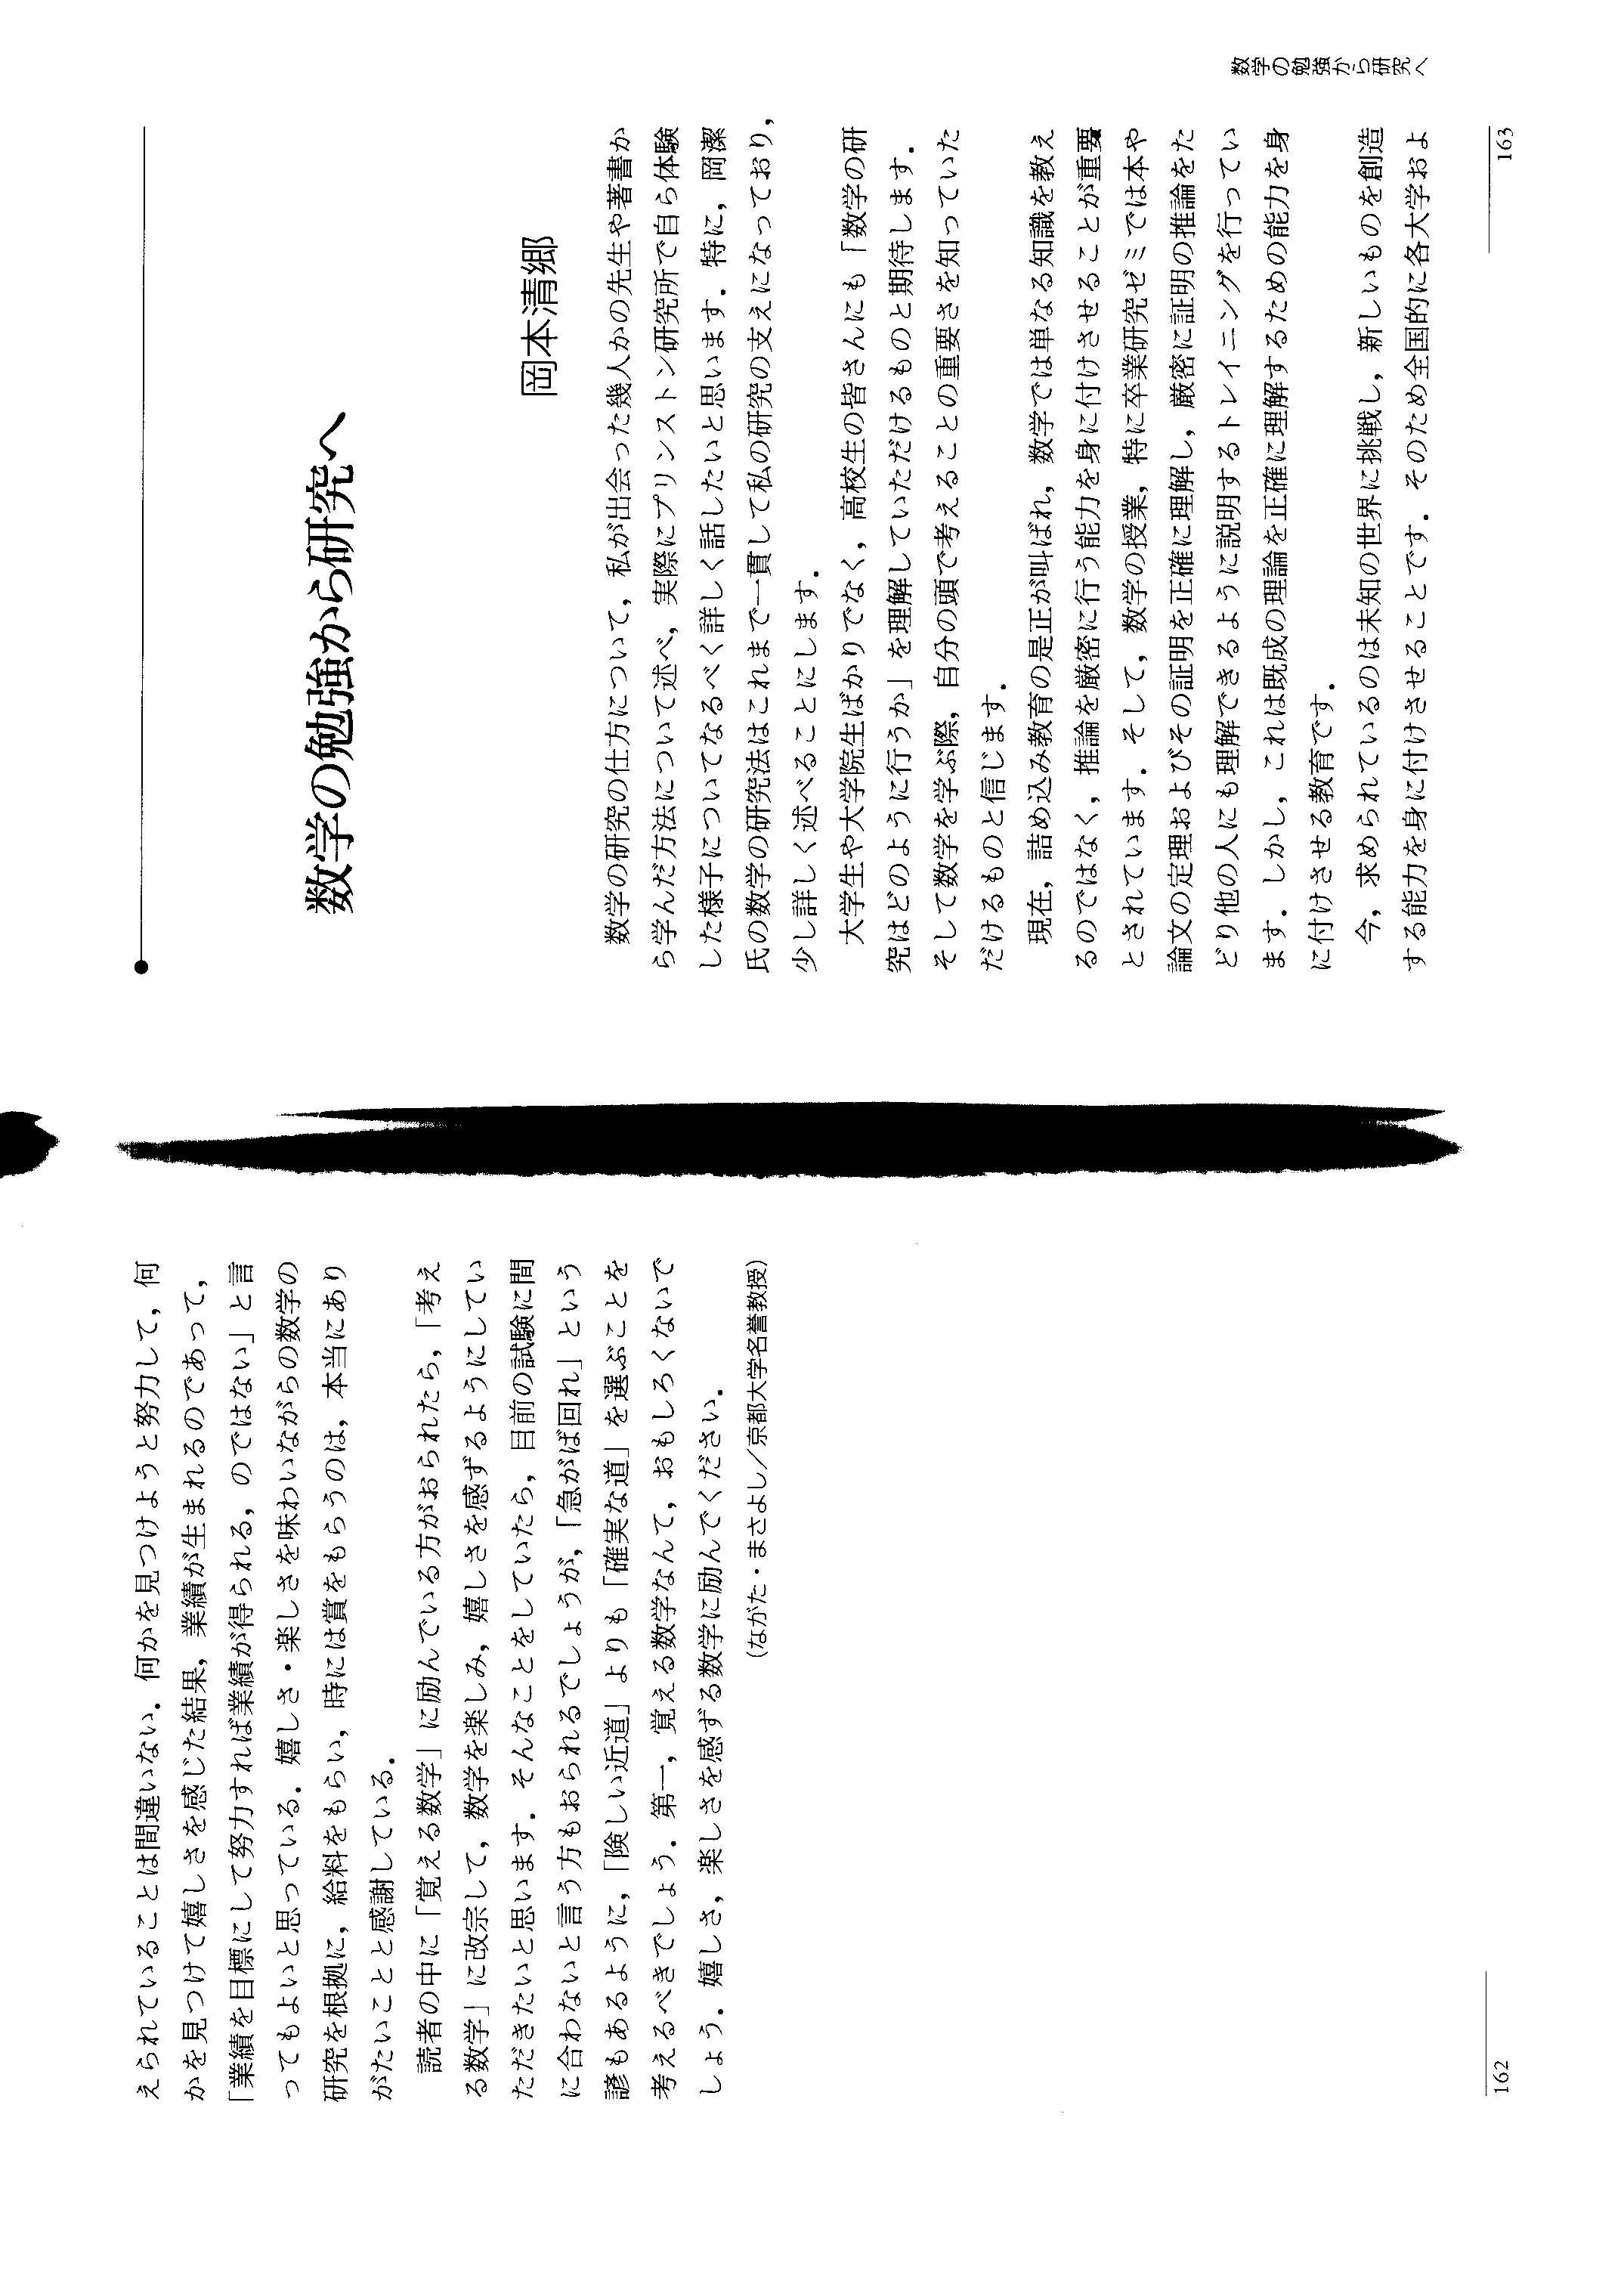 えられていることは間違いない．何かを見つけようと努力して，何
かを見つけて嬉しさを感じた結果，業績が生まれるのであって，
「業績を目標にして努力すれば業績が得られる，のではない」と言
ってもよいと思っている．嬉しさ・楽しさを味わいながらの数学の
研究を根拠に，給料をもらい，時には賞をもらうのは，本当にあり
がたいことと感謝している．
読者の中に「覚える数学」に励んでいる方がおられたら，「考え
る数学」に改宗して，数学を楽しみ，嬉しさを感ずるようにしてい
ただきたいと思います．そんなことをしていたら，目前の試験に間
に合わないと言う方もおられるでしょうが，「急がば回れ」という
諺もあるように，「険しい近道」よりも「確実な道」を選ぶことを
考えるべきでしょう．第一，覚える数学なんて，おもしろくないで
しょう．嬉しさ，楽しさを感ずる数学に励んでください．
（ながた・まさよし／京都大学名誉教授）
162
数学の勉強から研究へ
岡本清郷
数学の研究の仕方について，私が出会った幾人かの先生や著書か
ら学んだ方法について述べ，実際にプリンストン研究所で自ら体験
した様子についてなるべく詳しく話したいと思います．特に，岡潔
氏の数学の研究法はこれまで一貫して私の研究の支えになっており，
少し詳しく述べることにします．
大学生や大学院生ばかりでなく，高校生の皆さんにも「数学の研
究はどのように行うか」を理解していただけるものと期待します．
そして数学を学ぶ際，自分の頭で考えることの重要さを知っていた
だけるものと信じます．
現在，詰め込み教育の是正が叫ばれ，数学では単なる知識を教え
るのではなく，推論を厳密に行う能力を身に付けさせることが重要
とされています．そして，数学の授業，特に卒業研究ゼミでは本や
論文の定理およびその証明を正確に理解し，厳密に証明の推論をた
どり他の人にも理解できるように説明するトレイニングを行ってい
ます．しかし，これは既成の理論を正確に理解するための能力を身
に付けさせる教育です．
今，求められているのは未知の世界に挑戦し，新しいものを創造
する能力を身に付けさせることです．そのため全国的に各大学およ
数学の勉強から研究へ
163